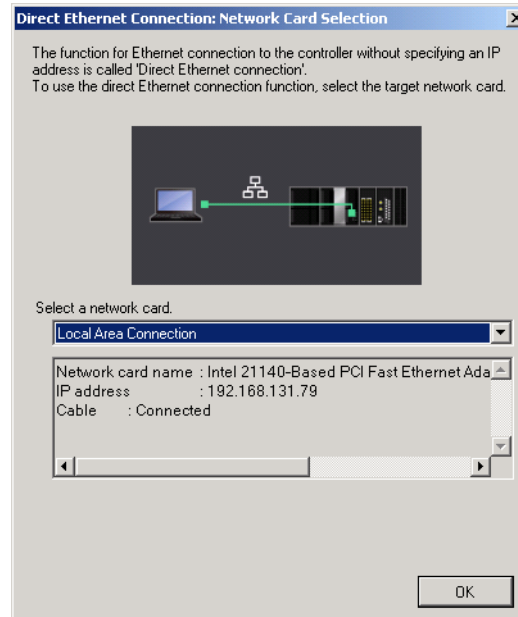 Direct Ethernet Connection: Network Card Selection
The function for Ethernet connection to the controller without specifying an IP
address is called 'Direct Ethernet connection'.
To use the direct Ethernet connection function, select the target network card.
Select a network card.
Local Area Connection
Network card name : Intel 21140-Based PCI Fast Ethernet Ada
IP address : 192.168.131.79
Cable : Connected
OK